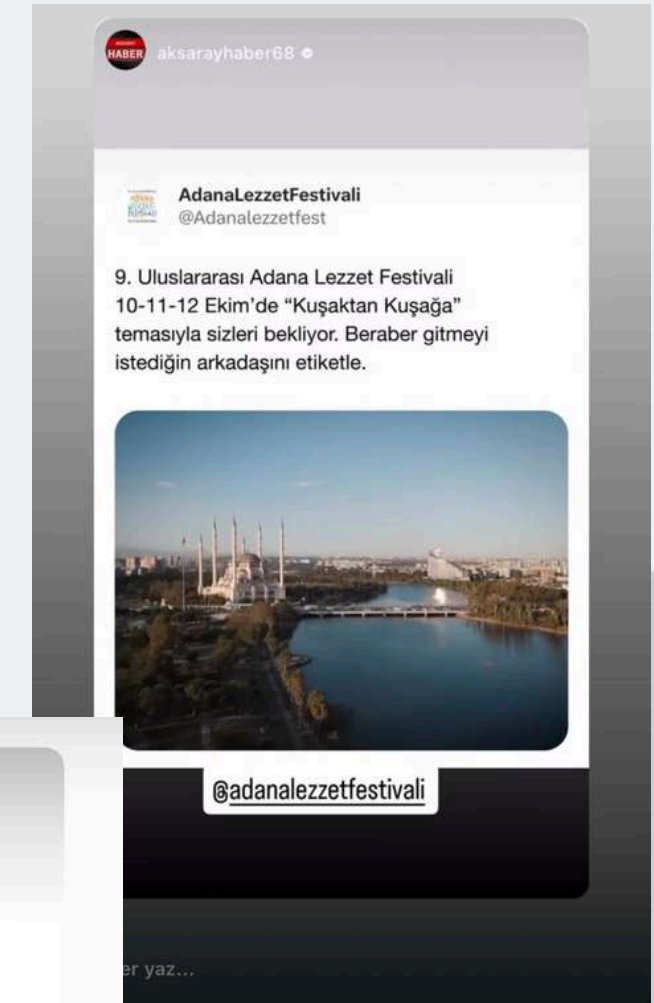 HABER
aksarayhaber68
AdanaLezzetFestivali
@Adanalezzetfest
9. Uluslararası Adana Lezzet Festivali
10-11-12 Ekim’de “Kuşaktan Kuşağa”
temasıyla sizleri bekliyor. Beraber gitmeyi
istediğin arkadaşını etiketle.
@adanalezzetfestivali
er yaz...